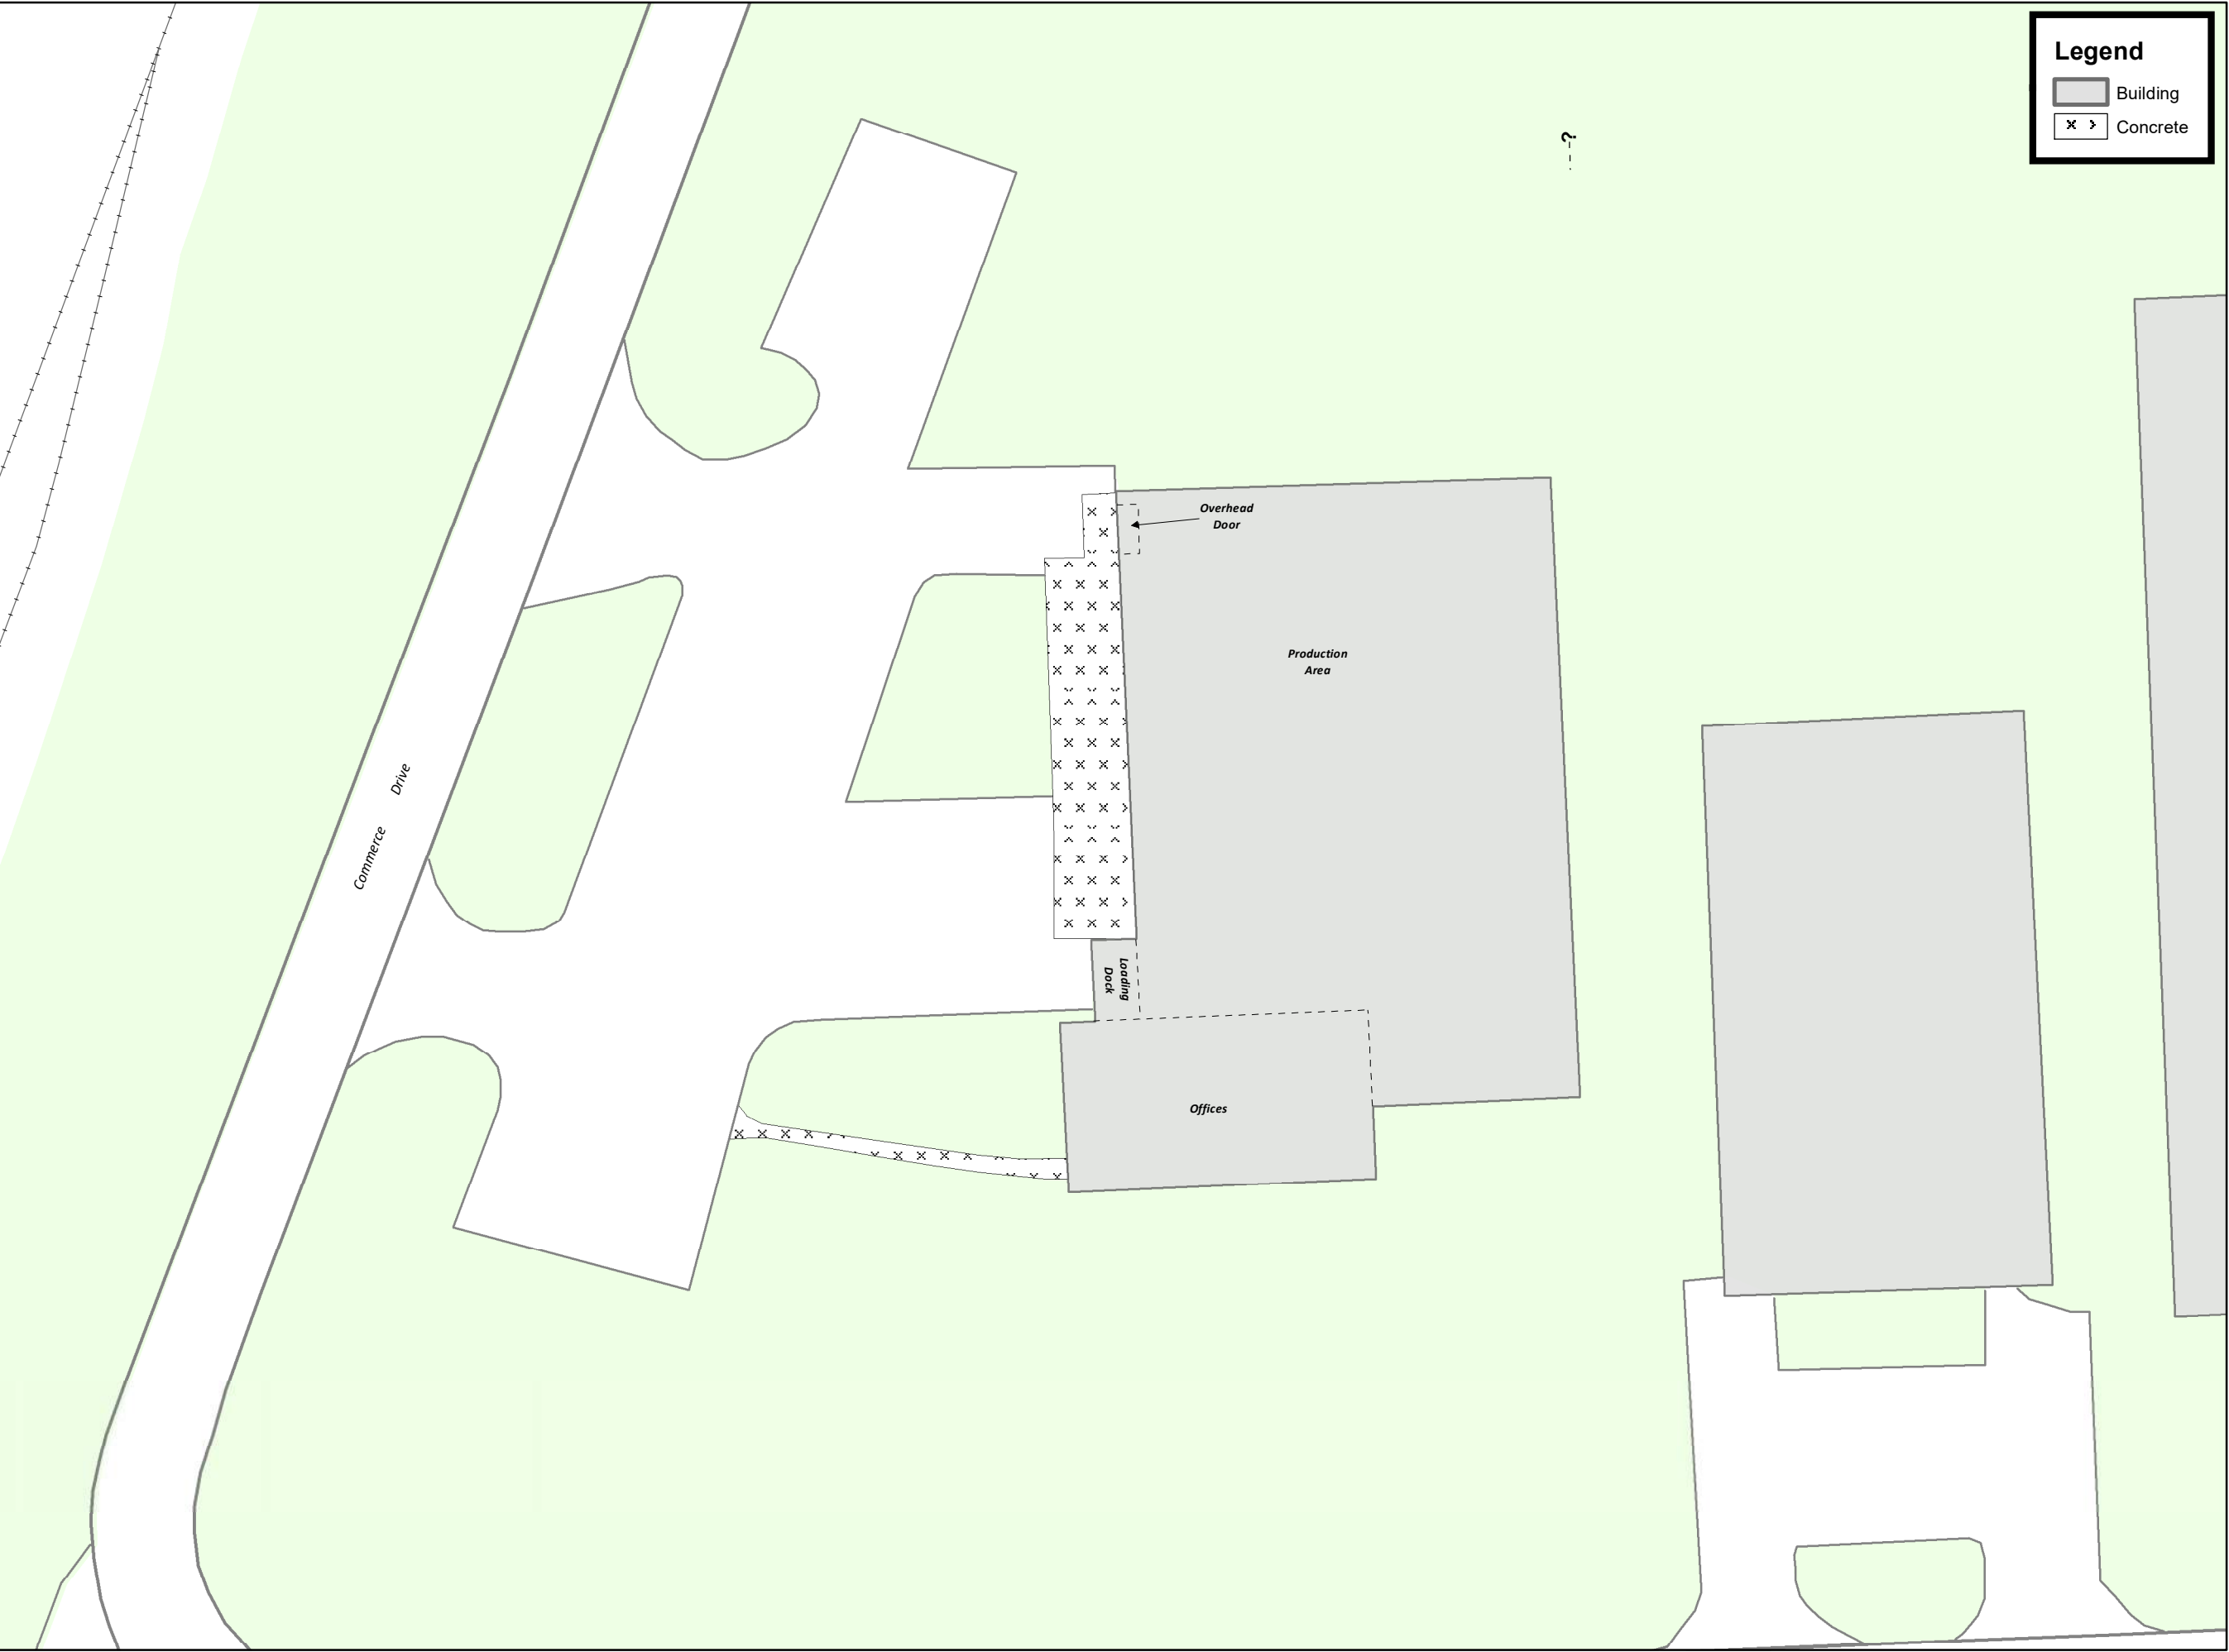 Legend
Building
Concrete
?
Overhead
Door
Production
Area
Commerce Drive
Loading
Dock
Offices